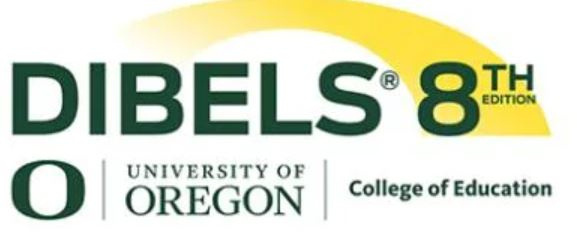 DIBELS® 8TH EDITION
O
UNIVERSITY OF
OREGON
College of Education